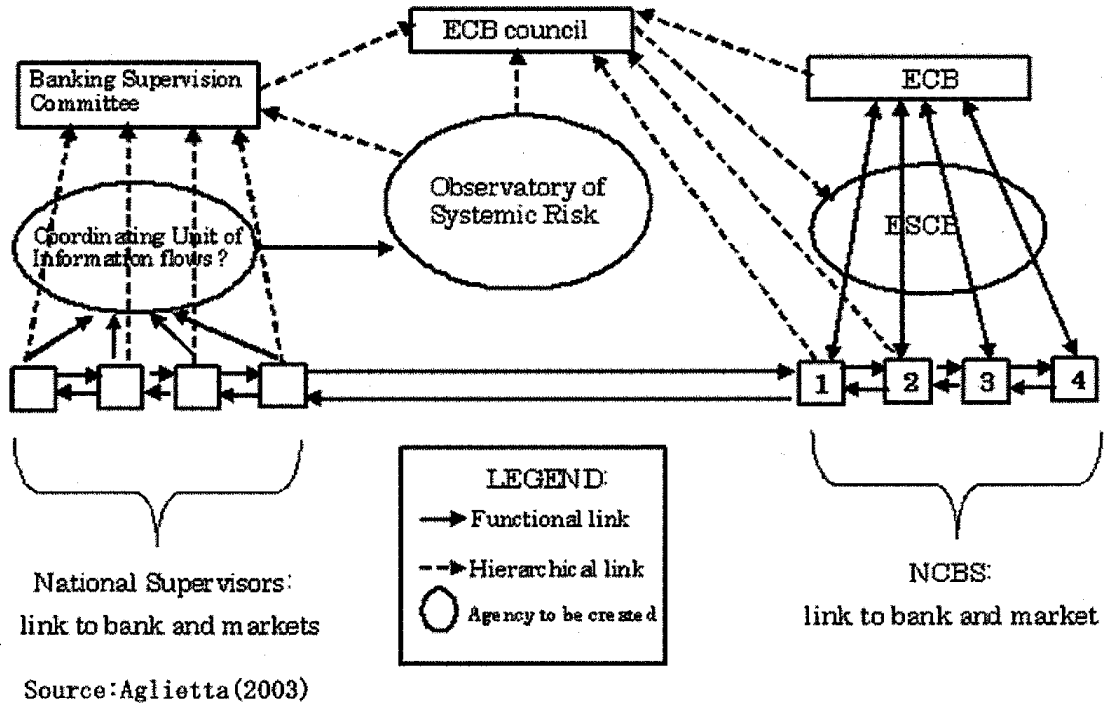 ECB council
Banking Supervision
Committee
ECB
Observatory of
Systemic Risk
Coordinating Unit of
Information flows ?
ESCB
1
2
3
4
LEGEND:
Functional link
Hierarchical link
Agency to be created
National Supervisors:
link to bank and markets
NCBS:
link to bank and market
Source:Aglietta(2003)